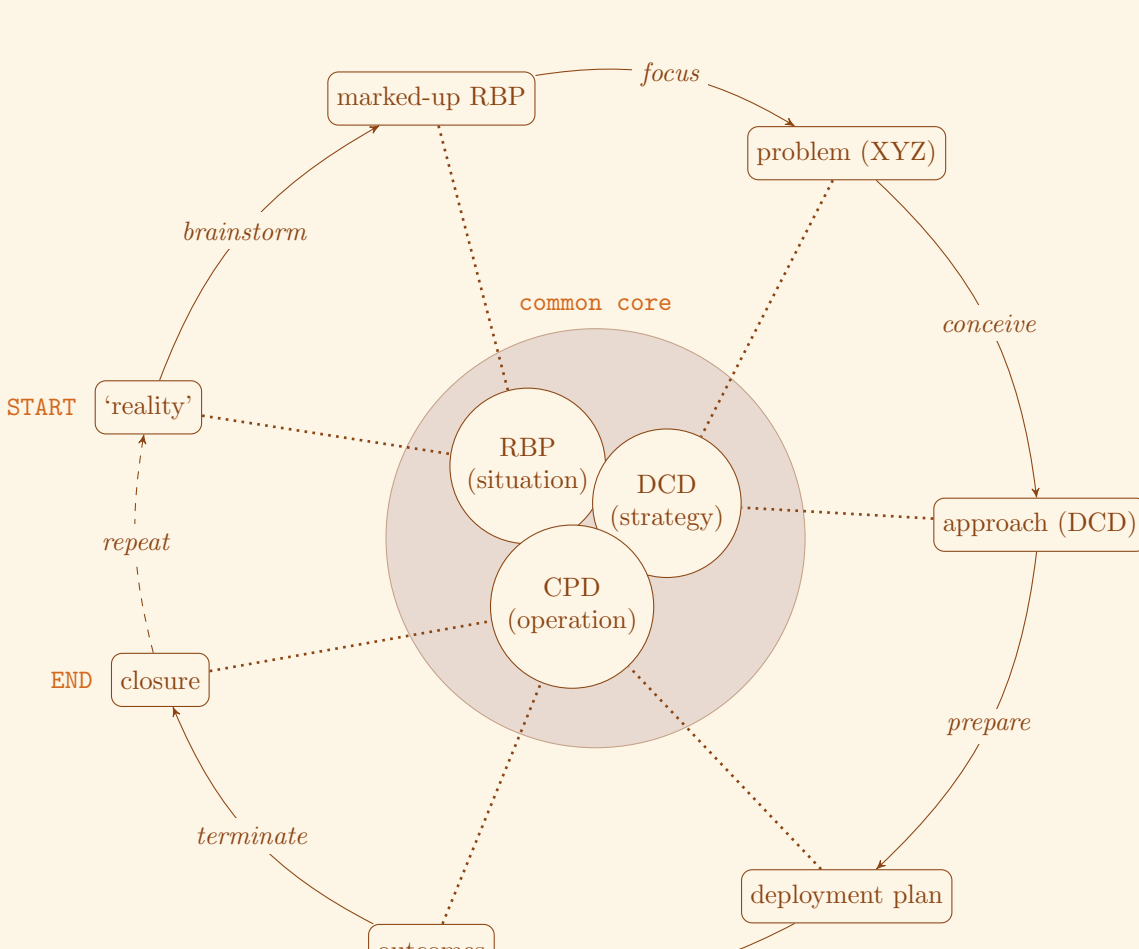 focus
marked-up RBP
problem (XYZ)
brainstorm
common core
conceive
START
‘reality’
RBP
(situation)
DCD
(strategy)
approach (DCD)
repeat
CPD
(operation)
END
closure
prepare
terminate
deployment plan
outcomes